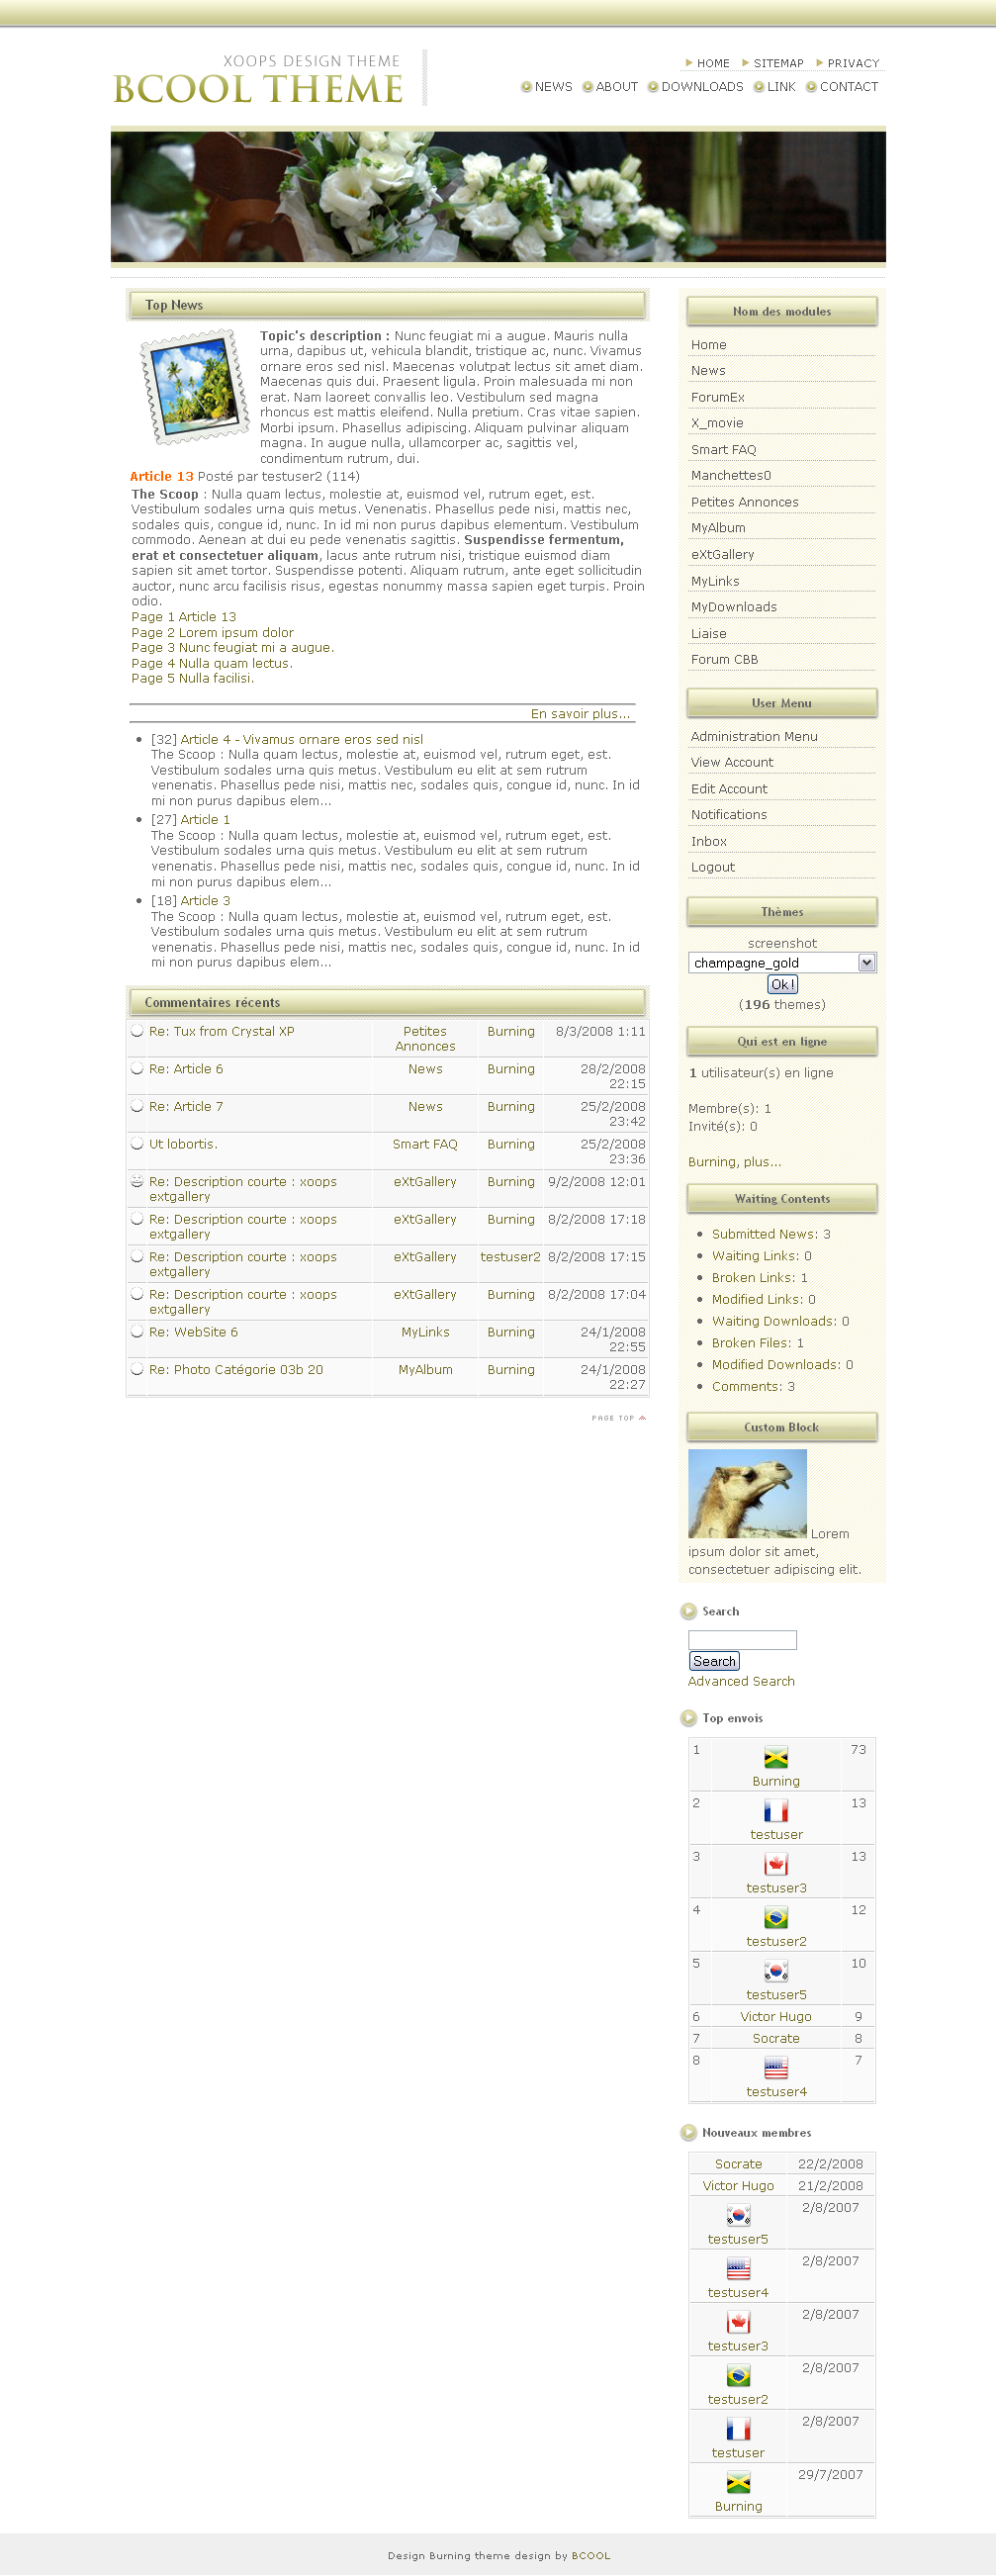 XOOPS DESIGN THEME
BCOOL THEME
HOME SITEMAP PRIVACY
NEWS ABOUT DOWNLOADS LINK CONTACT
Top News
Topic's description : Nunc feugiat mi a augue. Mauris nulla
urna, dapibus ut, vehicula blandit, tristique ac, nunc. Vivamus
ornare eros sed nisl. Maecenas volutpat lectus sit amet diam.
Maecenas quis dui. Praesent ligula. Proin malesuada mi non
erat. Nam laoreet convallis leo. Vestibulum sed magna
rhoncus est mattis eleifend. Nulla pretium. Cras vitae sapien.
Morbi ipsum. Phasellus adipiscing. Aliquam pulvinar aliquam
magna. In augue nulla, ullamcorper ac, sagittis vel,
condimentum rutrum, dui.
Article 13 Posté par testuser2 (114)
The Scoop : Nulla quam lectus, molestie at, euismod vel, rutrum eget, est.
Vestibulum sodales urna quis metus. Venenatis. Phasellus pede nisi, mattis nec,
sodales quis, congue id, nunc. In id mi non purus dapibus elementum. Vestibulum
commodo. Aenean at dui eu pede venenatis sagittis. Suspendisse fermentum,
erat et consectetuer aliquam, lacus ante rutrum nisi, tristique euismod diam
sapien sit amet tortor. Suspendisse potenti. Aliquam rutrum, ante eget sollicitudin
auctor, nunc arcu facilisis risus, egestas nonummy massa sapien eget turpis. Proin
odio.
Page 1 Article 13
Page 2 Lorem ipsum dolor
Page 3 Nunc feugiat mi a augue.
Page 4 Nulla quam lectus.
Page 5 Nulla facilisi.
En savoir plus...
[32] Article 4 - Vivamus ornare eros sed nisl
The Scoop : Nulla quam lectus, molestie at, euismod vel, rutrum eget, est.
Vestibulum sodales urna quis metus. Vestibulum eu elit at sem rutrum
venenatis. Phasellus pede nisi, mattis nec, sodales quis, congue id, nunc. In id
mi non purus dapibus elem...
[27] Article 1
The Scoop : Nulla quam lectus, molestie at, euismod vel, rutrum eget, est.
Vestibulum sodales urna quis metus. Vestibulum eu elit at sem rutrum
venenatis. Phasellus pede nisi, mattis nec, sodales quis, congue id, nunc. In id
mi non purus dapibus elem...
[18] Article 3
The Scoop : Nulla quam lectus, molestie at, euismod vel, rutrum eget, est.
Vestibulum sodales urna quis metus. Vestibulum eu elit at sem rutrum
venenatis. Phasellus pede nisi, mattis nec, sodales quis, congue id, nunc. In id
mi non purus dapibus elem...
Commentaires récents
Re: Tux from Crystal XP Petites Annonces Burning 8/3/2008 1:11
Re: Article 6 News Burning 28/2/2008 22:15
Re: Article 7 News Burning 25/2/2008 23:42
Ut lobortis. Smart FAQ Burning 25/2/2008 23:36
Re: Description courte : xoops extgallery eXtGallery Burning 9/2/2008 12:01
Re: Description courte : xoops extgallery eXtGallery Burning 8/2/2008 17:18
Re: Description courte : xoops extgallery eXtGallery testuser2 8/2/2008 17:15
Re: Description courte : xoops extgallery eXtGallery Burning 8/2/2008 17:04
Re: WebSite 6 MyLinks Burning 24/1/2008 22:55
Re: Photo Catégorie 03b 20 MyAlbum Burning 24/1/2008 22:27
PAGE TOP
Nom des modules
Home
News
ForumEx
X_movie
Smart FAQ
Manchettes0
Petites Annonces
MyAlbum
eXtGallery
MyLinks
MyDownloads
Liaise
Forum CBB
User Menu
Administration Menu
View Account
Edit Account
Notifications
Inbox
Logout
Thèmes
screenshot
champagne_gold
Ok!
(196 themes)
Qui est en ligne
1 utilisateur(s) en ligne
Membre(s): 1
Invité(s): 0
Burning, plus...
Waiting Contents
Submitted News: 3
Waiting Links: 0
Broken Links: 1
Modified Links: 0
Waiting Downloads: 0
Broken Files: 1
Modified Downloads: 0
Comments: 3
Custom Block
Lorem
ipsum dolor sit amet,
consectetuer adipiscing elit.
Search
Search
Advanced Search
Top envois
1 Burning 73
2 testuser 13
3 testuser3 13
4 testuser2 12
5 testuser5 10
6 Victor Hugo 9
7 Socrate 8
8 testuser4 7
Nouveaux membres
Socrate 22/2/2008
Victor Hugo 21/2/2008
testuser5 2/8/2007
testuser4 2/8/2007
testuser3 2/8/2007
testuser2 2/8/2007
testuser 2/8/2007
Burning 29/7/2007
Design Burning theme design by BCOOL